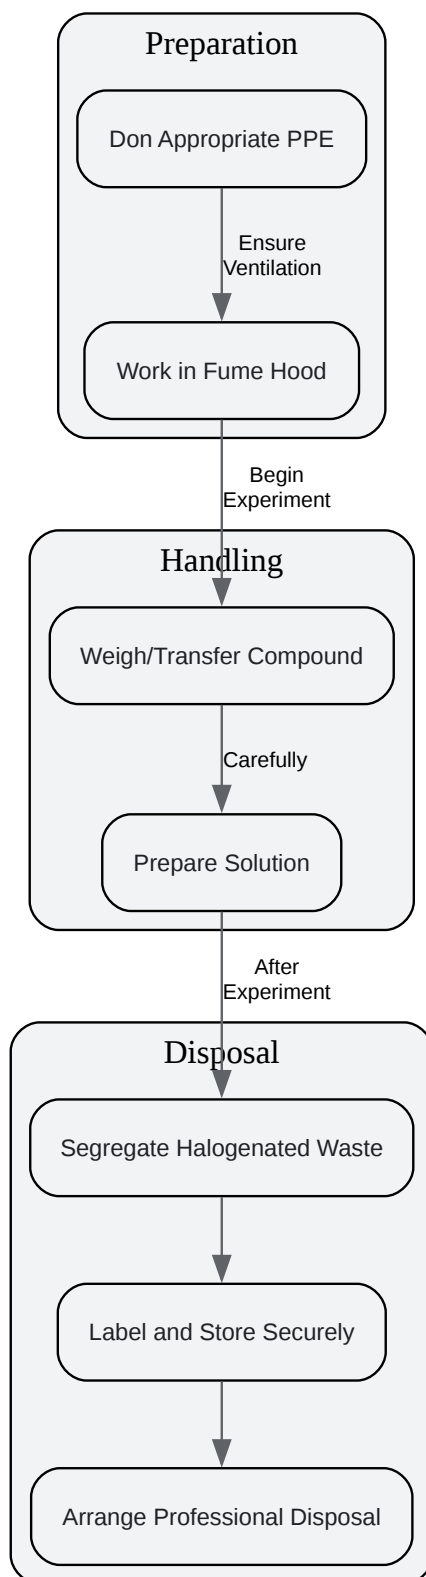 Preparation
Don Appropriate PPE
Ensure
Ventilation
Work in Fume Hood
Begin
Experiment
Handling
Weigh/Transfer Compound
Carefully
Prepare Solution
After
Experiment
Disposal
Segregate Halogenated Waste
Label and Store Securely
Arrange Professional Disposal